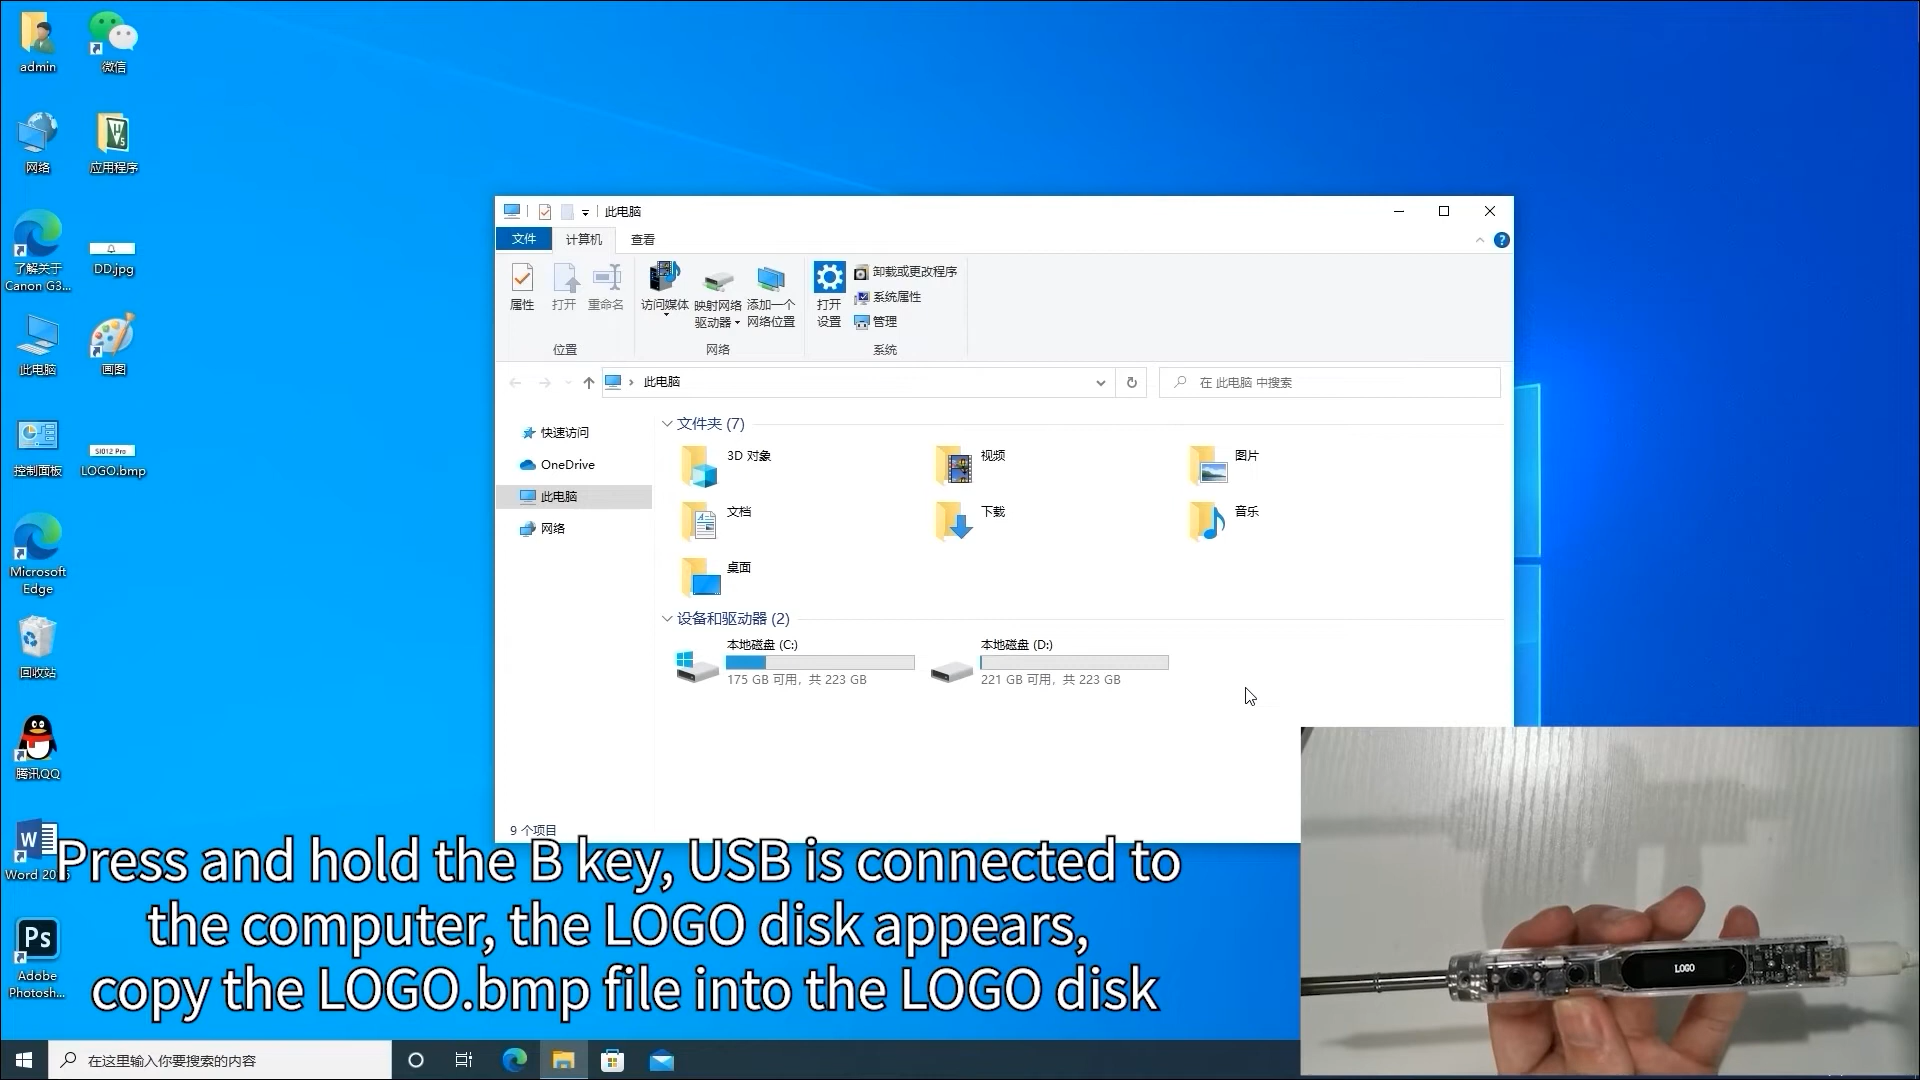 admin
微信
网络
应用程序
了解关于
Canon G3...
DD.jpg
此电脑
画图
控制面板
SI012 Pro
LOGO.bmp
Microsoft
Edge
回收站
腾讯QQ
Word 20
Ps
Adobe
Photosh...
此电脑
文件
计算机
查看
属性
打开
重命名
访问媒体
映射网络
驱动器
添加一个
网络位置
打开
设置
卸载或更改程序
系统属性
管理
位置
网络
系统
此电脑
在 此电脑 中搜索
快速访问
OneDrive
此电脑
网络
文件夹 (7)
3D 对象
视频
图片
文档
下载
音乐
桌面
设备和驱动器 (2)
本地磁盘 (C:)
175 GB 可用，共 223 GB
本地磁盘 (D:)
221 GB 可用，共 223 GB
9 个项目
Press and hold the B key, USB is connected to
the computer, the LOGO disk appears,
copy the LOGO.bmp file into the LOGO disk
LOGO
在这里输入你要搜索的内容